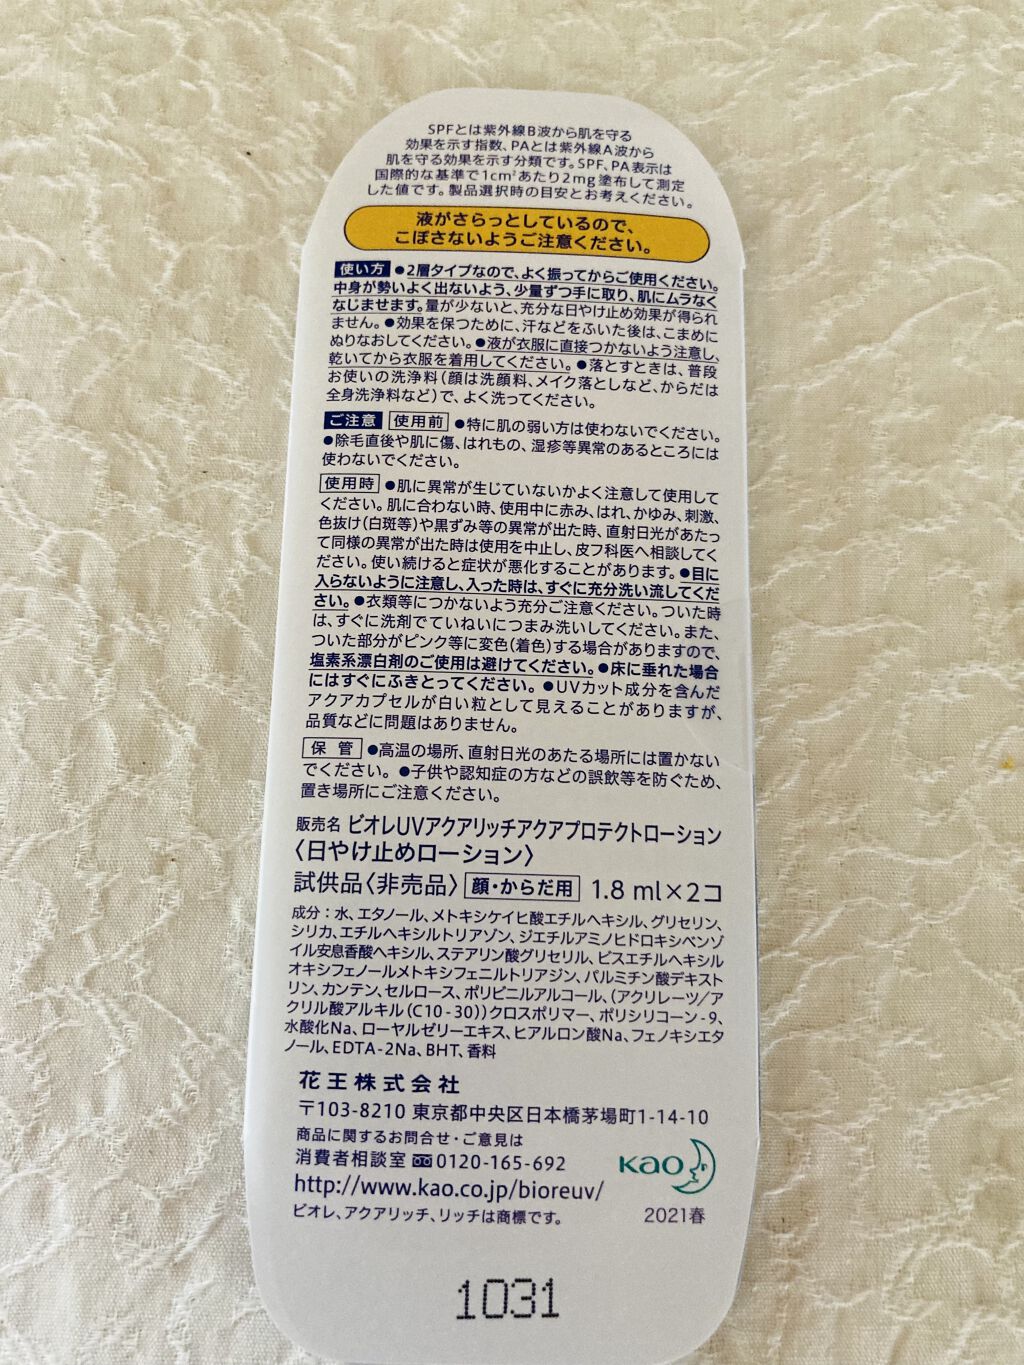 SPFとは紫外線B波から肌を守る
効果を示す指数、PAとは紫外線A波から
肌を守る効果を示す分類です。SPF、PA表示は
国際的な基準で1cm²あたり2mg塗布して測定
した値です。製品選択時の目安とお考えください。
液がさらっとしているので、
こぼさないようご注意ください。
使い方 ●2層タイプなので、よく振ってからご使用ください。
中身が勢いよく出ないよう、少量ずつ手に取り、肌にムラなく
なじませます。量が少ないと、充分な日やけ止め効果が得られ
ません。●効果を保つために、汗などをふいた後は、こまめに
ぬりなおしてください。●液が衣服に直接つかないよう注意し、
乾いてから衣服を着用してください。●落とすときは、普段
お使いの洗浄料（顔は洗顔料、メイク落としなど、からだは
全身洗浄料など）で、よく洗ってください。
ご注意 使用前 ●特に肌の弱い方は使わないでください。
●除毛直後や肌に傷、はれもの、湿疹等異常のあるところには
使わないでください。
使用時 ●肌に異常が生じていないかよく注意して使用して
ください。肌に合わない時、使用中に赤み、はれ、かゆみ、刺激、
色抜け（白斑等）や黒ずみ等の異常が出た時、直射日光があたっ
て同様の異常が出た時は使用を中止し、皮フ科医へ相談してく
ださい。使い続けると症状が悪化することがあります。●目に
入らないように注意し、入った時は、すぐに充分洗い流してくだ
さい。●衣類等につかないよう充分ご注意ください。ついた時
は、すぐに洗剤でていねいにつまみ洗いしてください。また、
ついた部分がピンク等に変色（着色）する場合がありますので、
塩素系漂白剤のご使用は避けてください。●床に垂れた場合
にはすぐにふきとってください。●UVカット成分を含んだ
アクアカプセルが白い粒として見えることがありますが、
品質などに問題はありません。
保管 ●高温の場所、直射日光のあたる場所には置かない
でください。●子供や認知症の方などの誤飲等を防ぐため、
置き場所にご注意ください。
販売名 ビオレUVアクアリッチアクアプロテクトローション
〈日やけ止めローション〉
試供品〈非売品〉 顔・からだ用 1.8 ml×2コ
成分：水、エタノール、メトキシケイヒ酸エチルヘキシル、グリセリン、
シリカ、エチルヘキシルトリアゾン、ジエチルアミノヒドロキシベンゾ
イル安息香酸ヘキシル、ステアリン酸グリセリル、ビスエチルヘキシル
オキシフェノールメトキシフェニルトリアジン、パルミチン酸デキスト
リン、カンテン、セルロース、ポリビニルアルコール、（アクリレーツ／ア
クリル酸アルキル（C10-30））クロスポリマー、ポリシリコーン-9、
水酸化Na、ローヤルゼリーエキス、ヒアルロン酸Na、フェノキシエタ
ノール、EDTA-2Na、BHT、香料
花王株式会社
〒103-8210 東京都中央区日本橋茅場町1-14-10
商品に関するお問合せ・ご意見は
消費者相談室 0120-165-692
http://www.kao.co.jp/bioreuv/
Kao
ビオレ、アクアリッチ、リッチは商標です。
2021春
1031